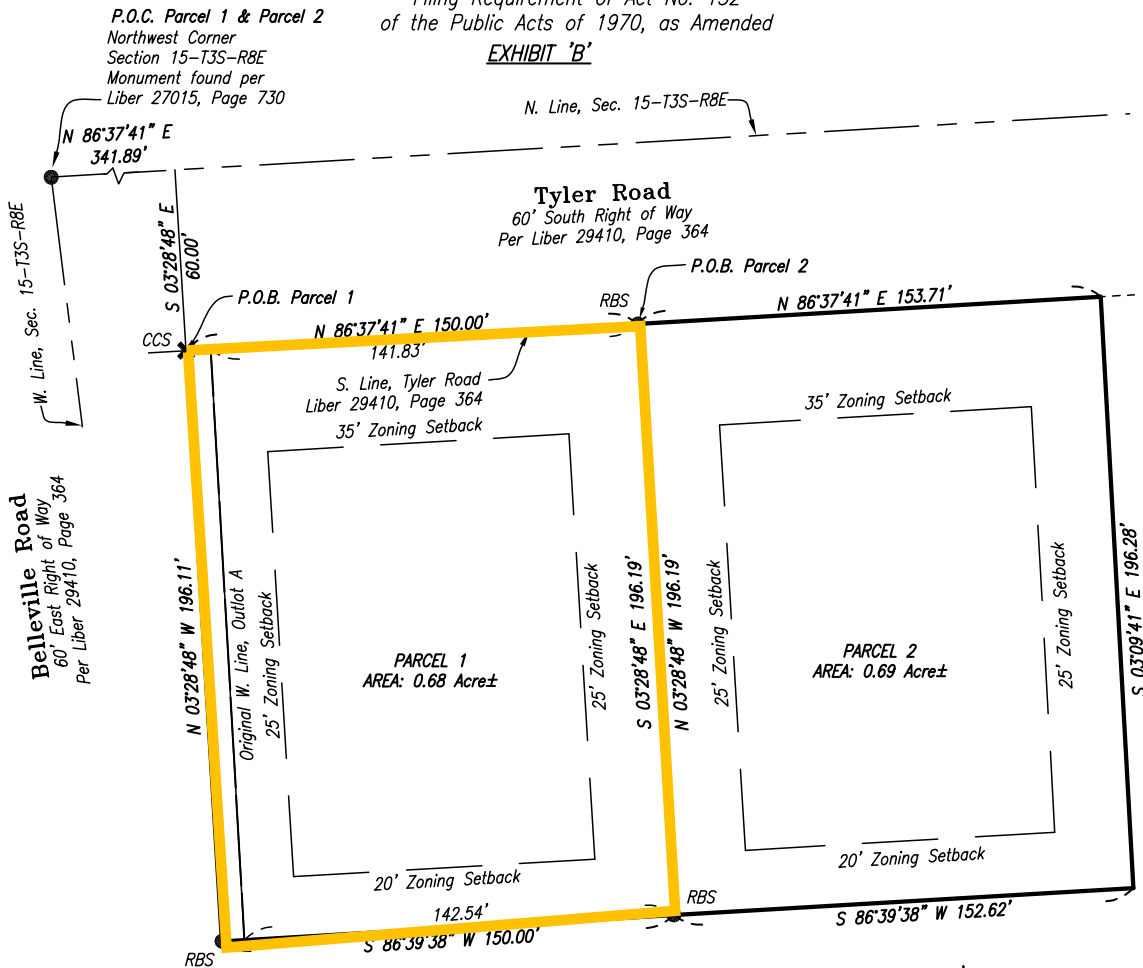 Filing Requirement of Act No. 132
of the Public Acts of 1970, as Amended
EXHIBIT 'B'
P.O.C. Parcel 1 & Parcel 2
Northwest Corner
Section 15-T3S-R8E
Monument found per
Liber 27015, Page 730
N. Line, Sec. 15-T3S-R8E
N 86°37'41" E
341.89'
W. Line, Sec. 15-T3S-R8E
S 03°28'48" E
60.00'
Tyler Road
60' South Right of Way
Per Liber 29410, Page 364
P.O.B. Parcel 1
RBS
P.O.B. Parcel 2
CCS
N 86°37'41" E 150.00'
141.83'
N 86°37'41" E 153.71'
S. Line, Tyler Road
Liber 29410, Page 364
35' Zoning Setback
35' Zoning Setback
Belleville Road
60' East Right of Way
Per Liber 29410, Page 364
N 03°28'48" W 196.11'
Original W. Line, Outlot A
25' Zoning Setback
PARCEL 1
AREA: 0.68 Acre±
25' Zoning Setback
S 03°28'48" E 196.19'
N 03°28'48" W 196.19'
25' Zoning Setback
PARCEL 2
AREA: 0.69 Acre±
25' Zoning Setback
S 03°09'41" E 196.28'
20' Zoning Setback
20' Zoning Setback
142.54'
S 86°39'38" W 150.00'
RBS
S 86°39'38" W 152.62'
RBS